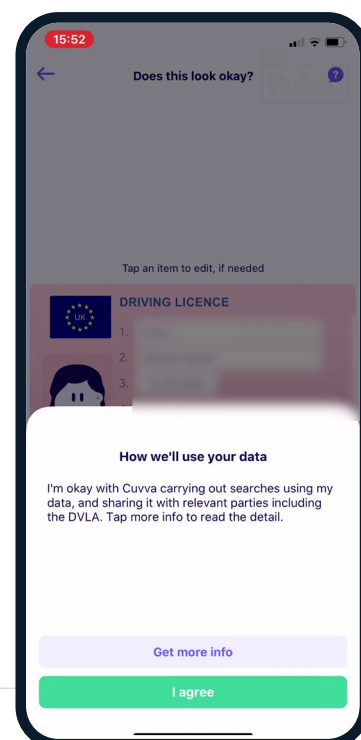 15:52
Does this look okay?
?
Tap an item to edit, if needed
UK
DRIVING LICENCE
1.
2.
3.
How we'll use your data
I'm okay with Cuvva carrying out searches using my
data, and sharing it with relevant parties including
the DVLA. Tap more info to read the detail.
Get more info
I agree